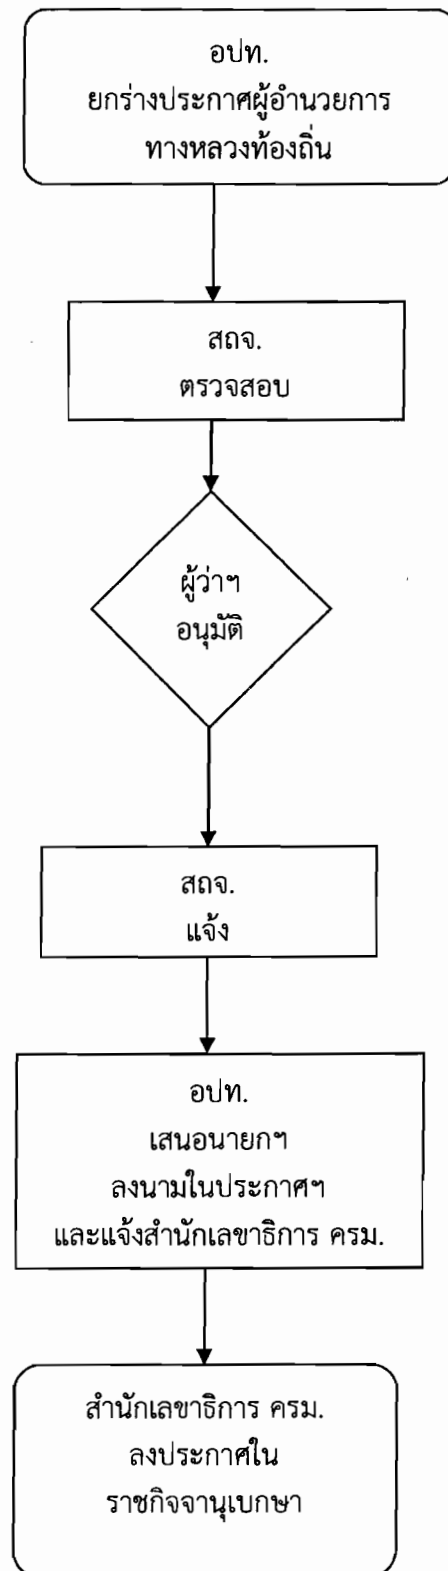 อปท.
ยกร่างประกาศผู้อำนวยการ
ทางหลวงท้องถิ่น
สถจ.
ตรวจสอบ
ผู้ว่าฯ
อนุมัติ
สถจ.
แจ้ง
อปท.
เสนอนายกฯ
ลงนามในประกาศฯ
และแจ้งสำนักเลขาธิการ ครม.
สำนักเลขาธิการ ครม.
ลงประกาศใน
ราชกิจจานุเบกษา